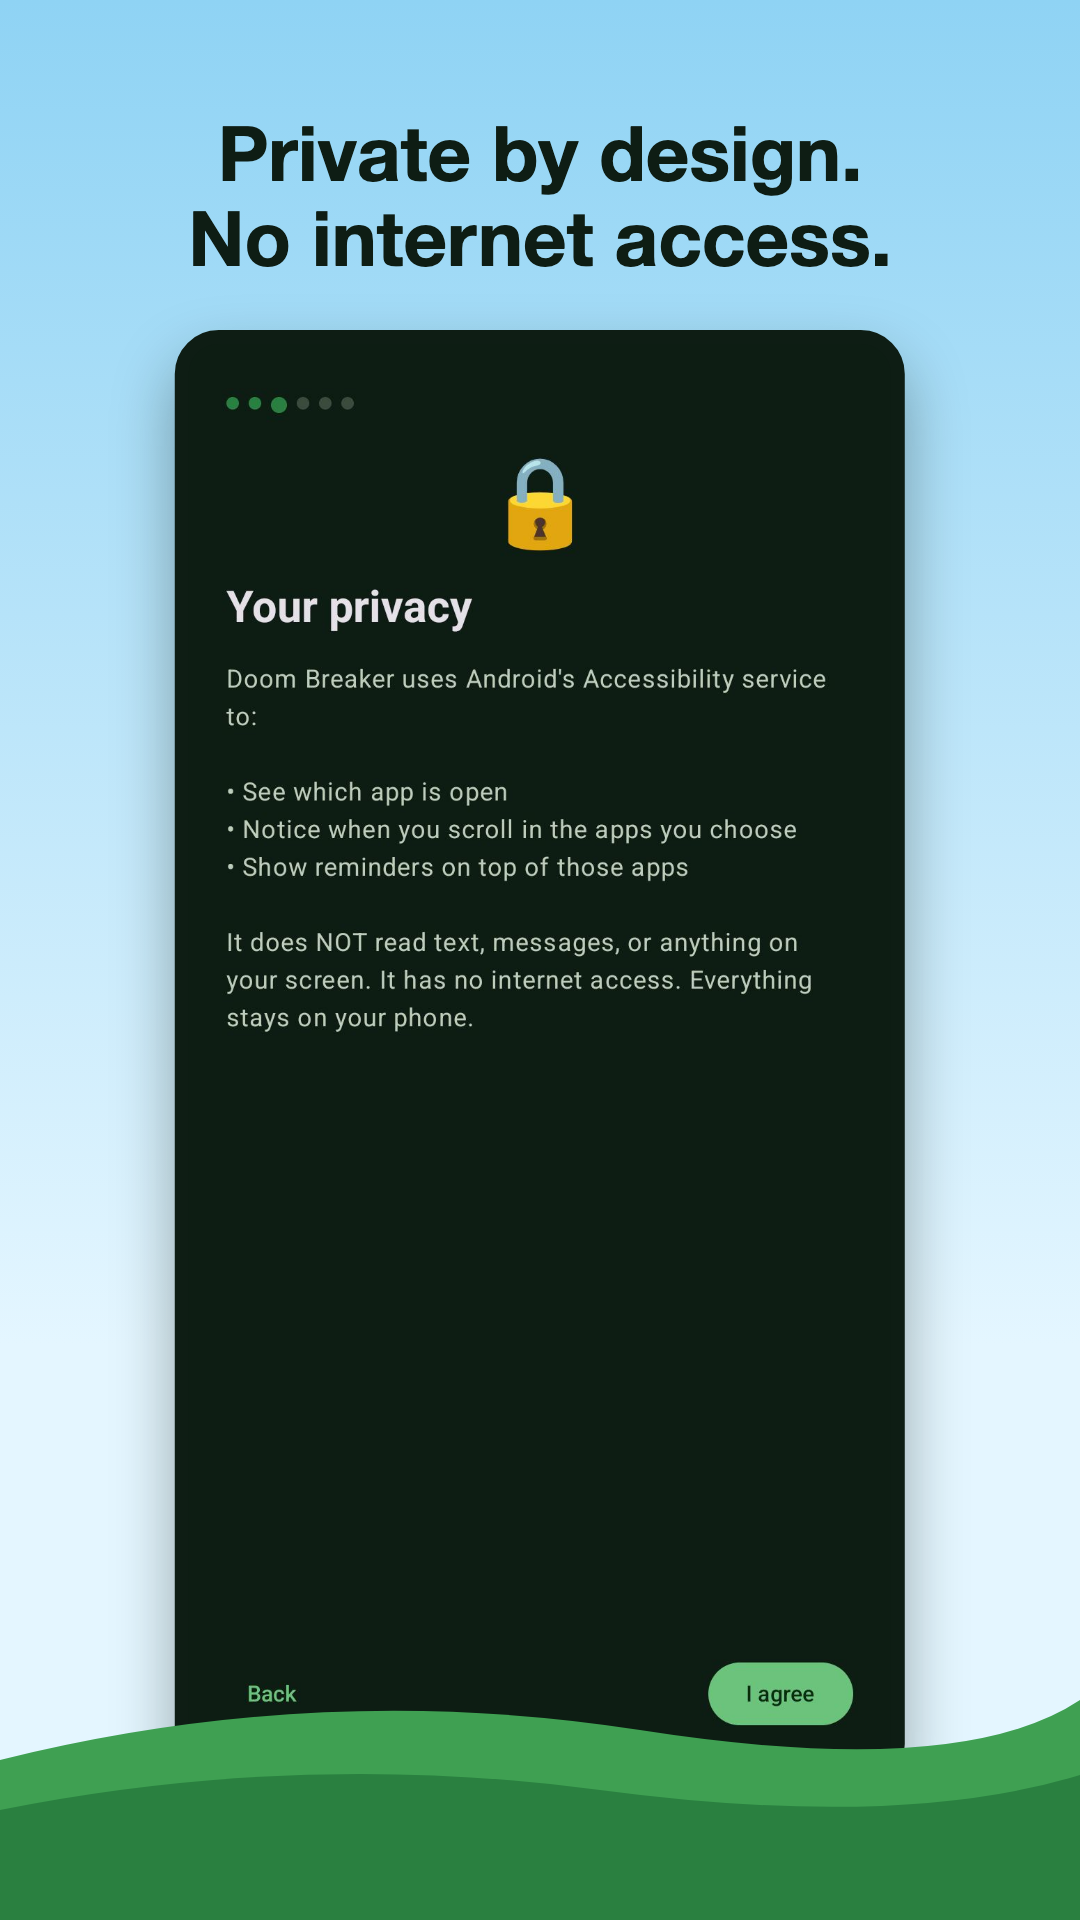 Private by design.
No internet access.
Your privacy
Doom Breaker uses Android's Accessibility service
to:
• See which app is open
• Notice when you scroll in the apps you choose
• Show reminders on top of those apps
It does NOT read text, messages, or anything on
your screen. It has no internet access. Everything
stays on your phone.
Back
I agree